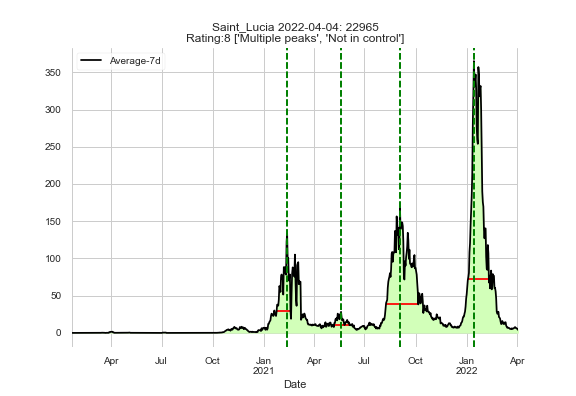 Saint_Lucia 2022-04-04: 22965
Rating:8 ['Multiple peaks', 'Not in control']
Average-7d
350
300
250
200
150
100
50
0
Apr Jul Oct Jan Apr Jul Oct Jan Apr
2021 2022
Date